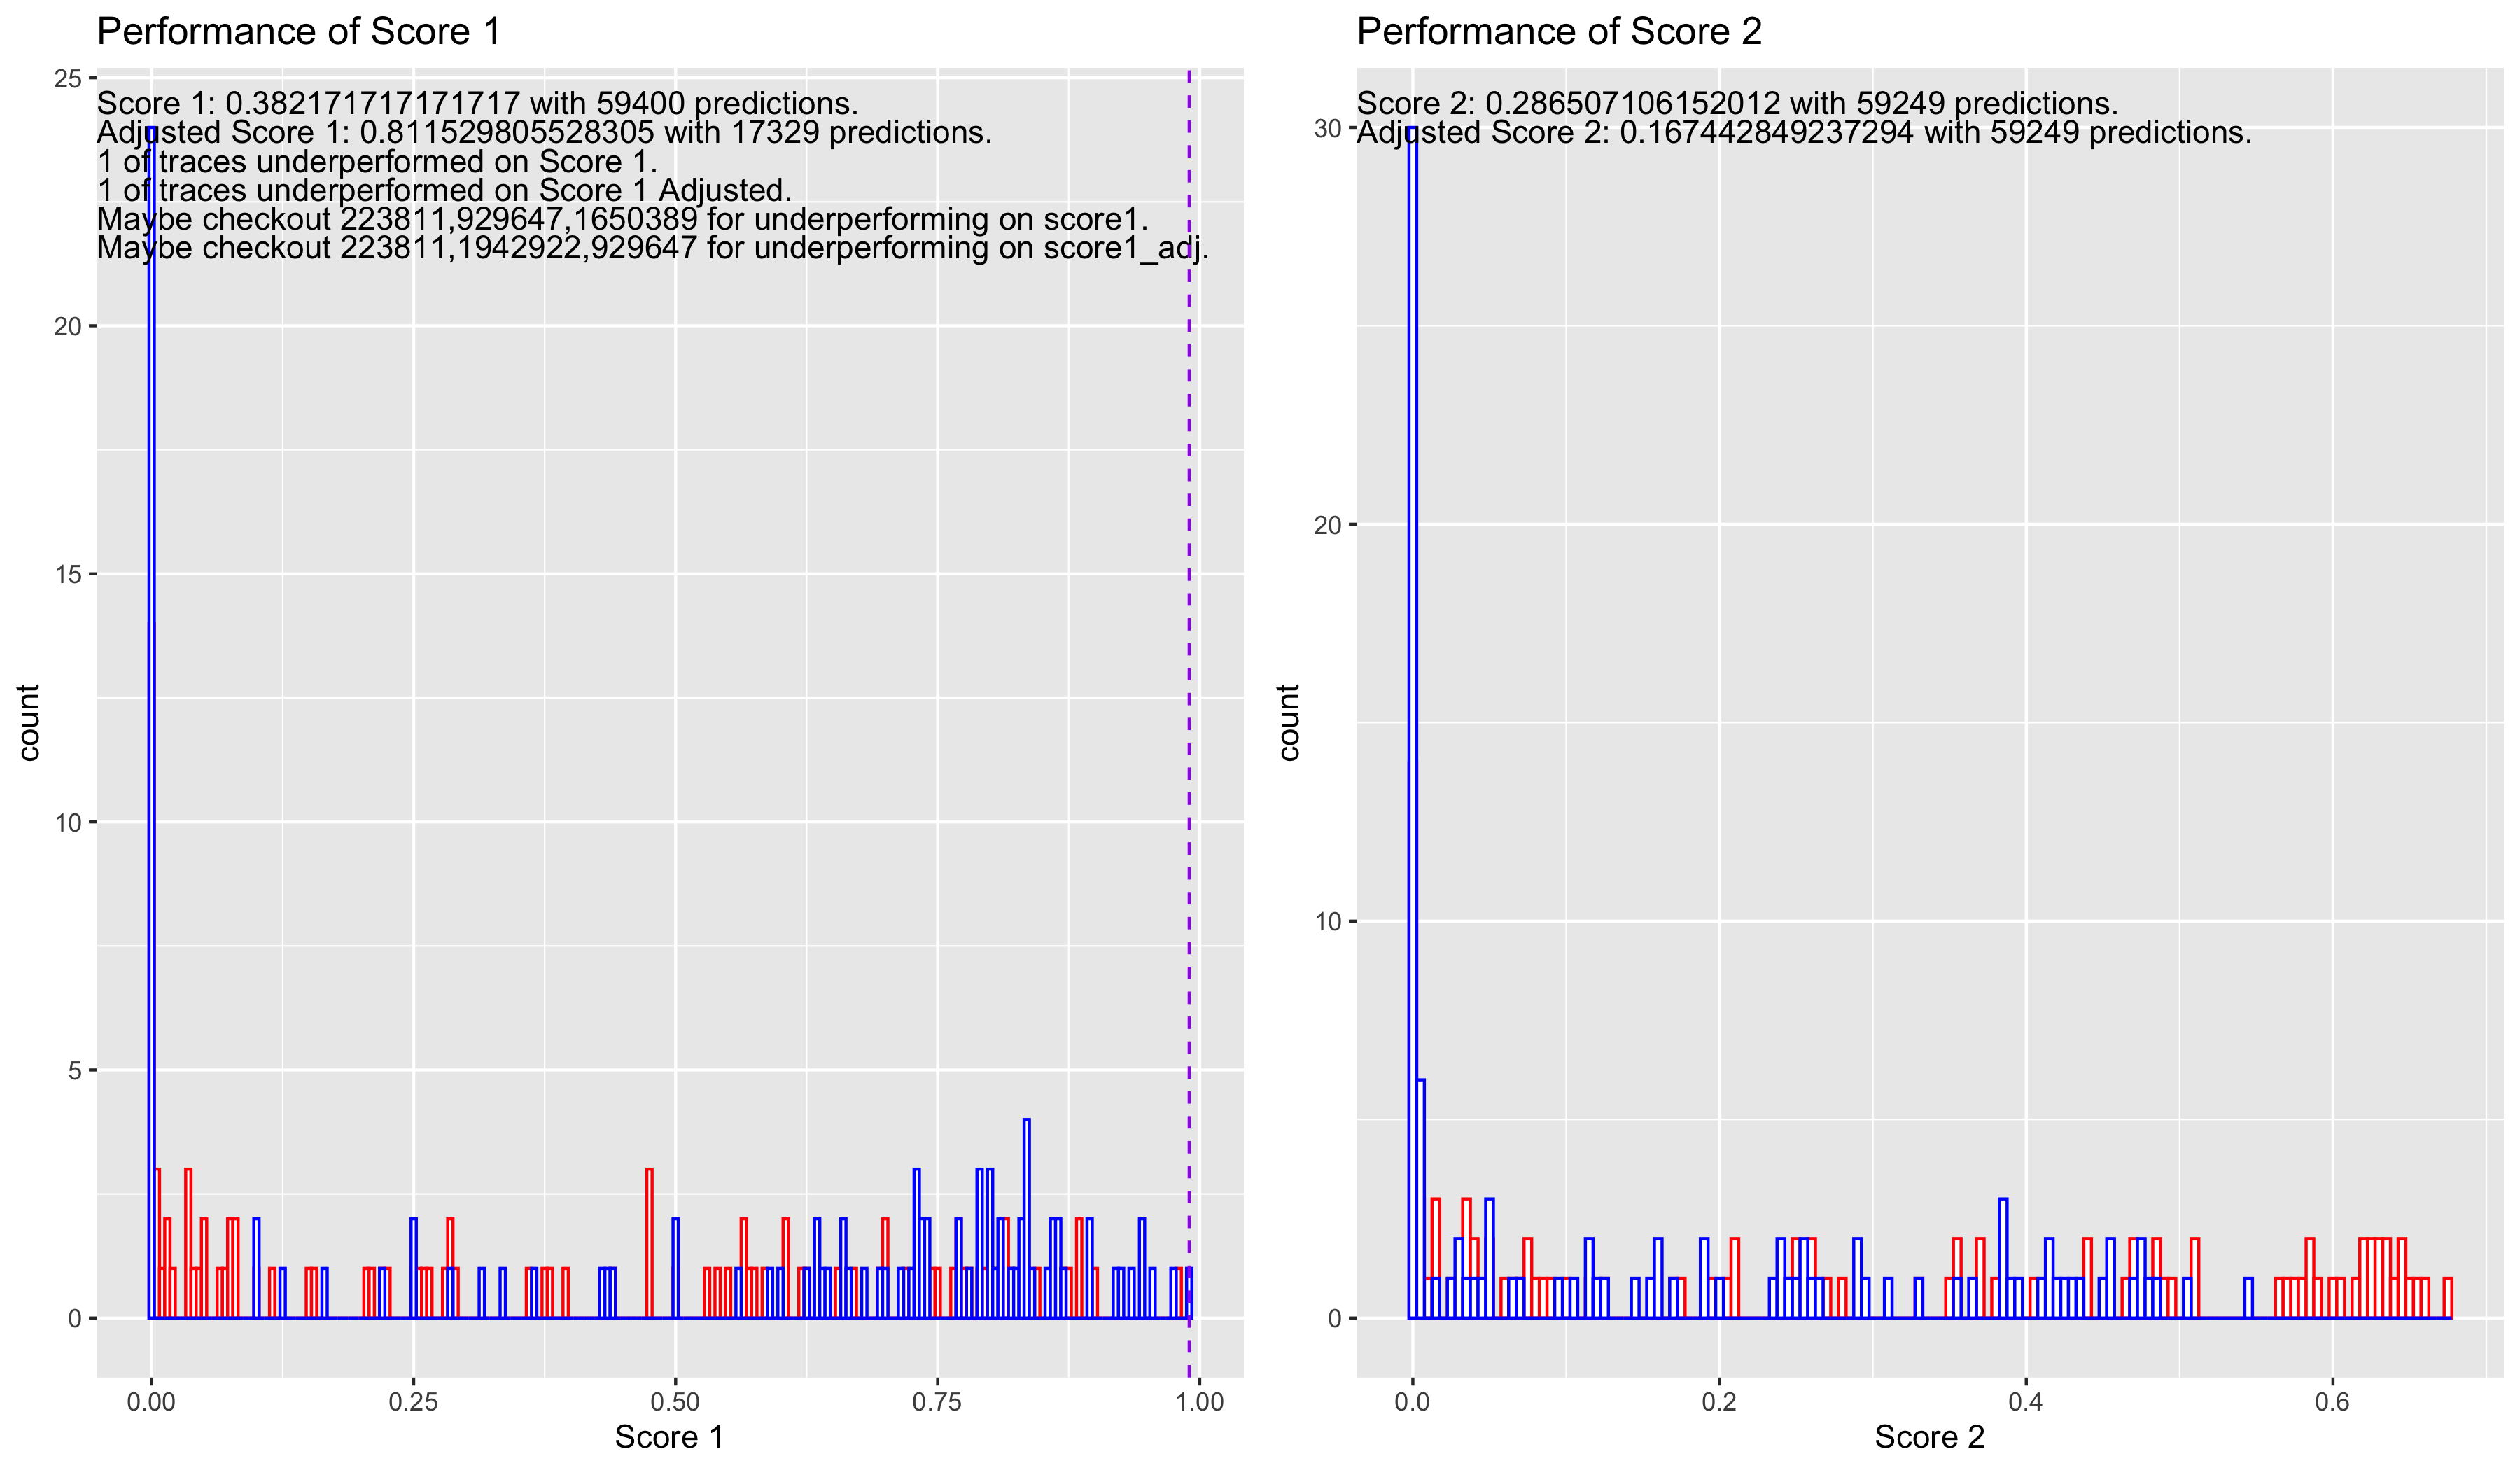 Performance of Score 1
25
Score 1: 0.382171717171717 with 59400 predictions.
Adjusted Score 1: 0.811529805528305 with 17329 predictions.
1 of traces underperformed on Score 1.
1 of traces underperformed on Score 1 Adjusted.
Maybe checkout 223811,929647,1650389 for underperforming on score1.
Maybe checkout 223811,1942922,929647 for underperforming on score1_adj.
20
15
10
5
0
count
0.00 0.25 0.50 0.75 1.00
Score 1
Performance of Score 2
Score 2: 0.286507106152012 with 59249 predictions.
Adjusted Score 2: 0.167442849237294 with 59249 predictions.
30
20
10
0
count
0.0 0.2 0.4 0.6
Score 2